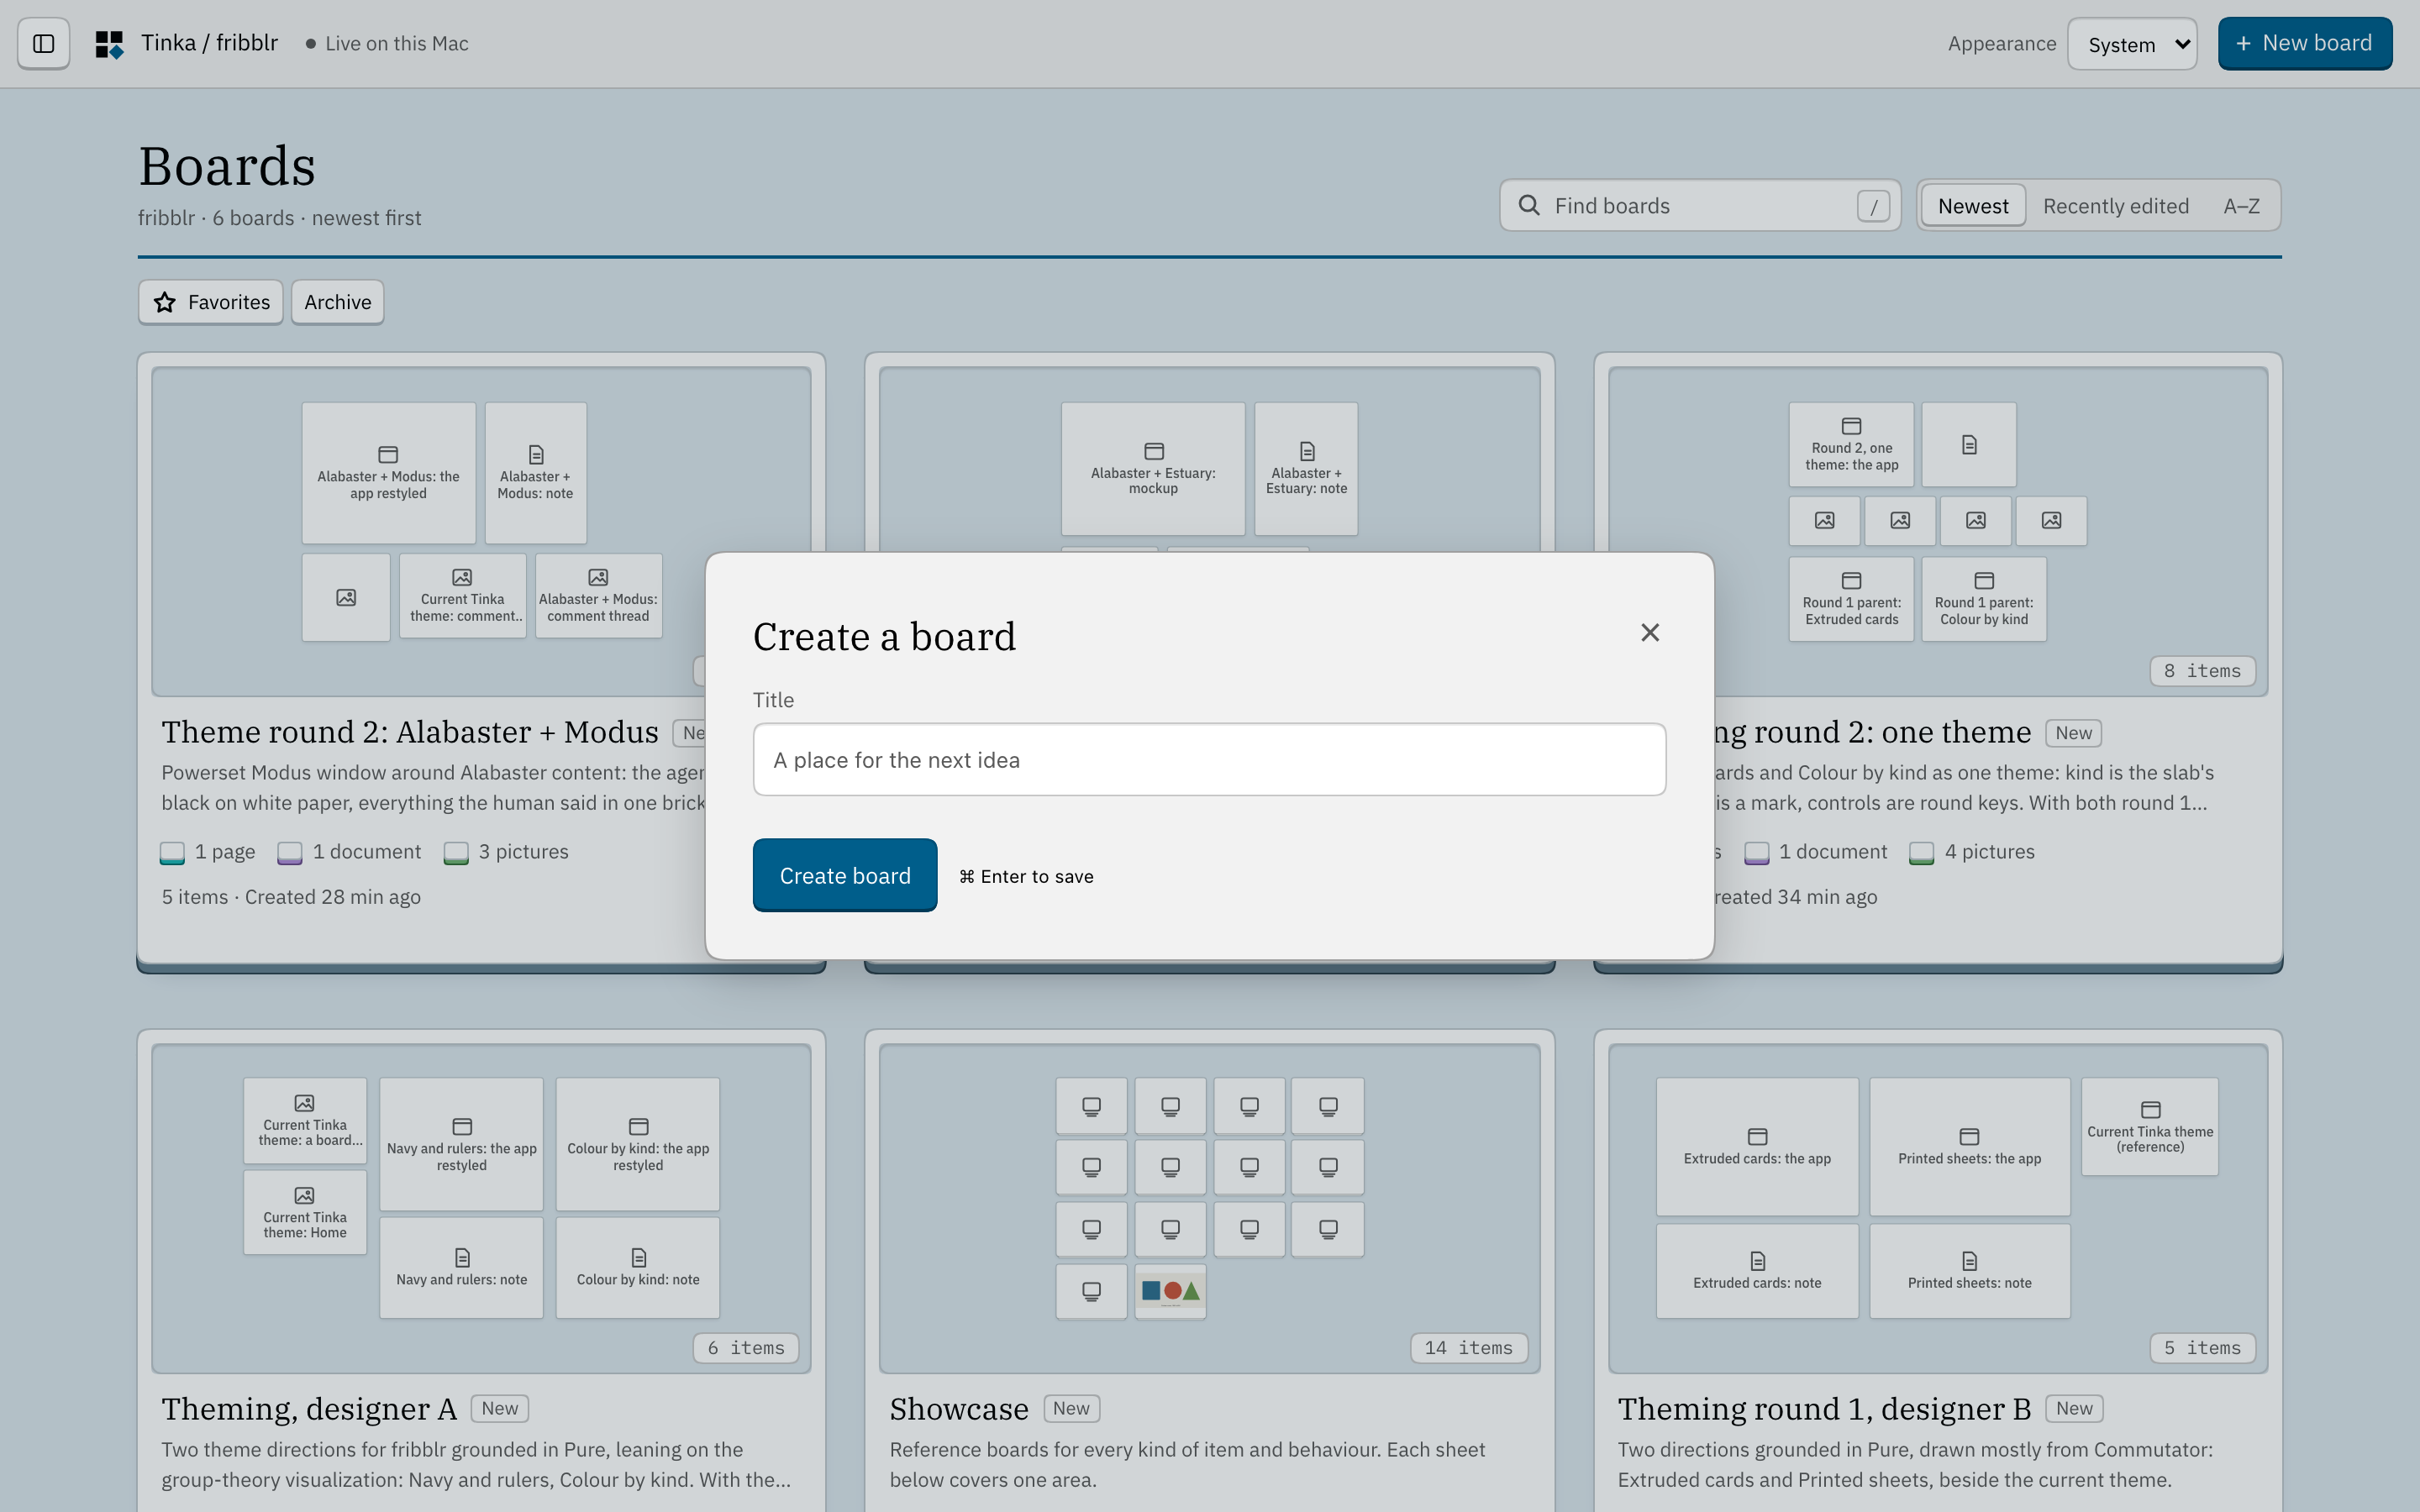 Tinka / fribblr
Live on this Mac
Appearance
System
+ New board
Boards
fribblr · 6 boards · newest first
Find boards
/
Newest
Recently edited
A–Z
Favorites
Archive
Alabaster + Modus: the
app restyled
Alabaster +
Modus: note
Current Tinka
theme: comment..
Alabaster + Modus:
comment thread
Theme round 2: Alabaster + Modus
Powerset Modus window around Alabaster content: the
black on white paper, everything the human said in one brick
1 page
1 document
3 pictures
5 items · Created 28 min ago
Alabaster + Estuary:
mockup
Alabaster +
Estuary: note
Round 2, one
theme: the app
Round 1 parent:
Extruded cards
Round 1 parent:
Colour by kind
8 items
round 2: one theme
New
and Colour by kind as one theme: kind is the slab's
is a mark, controls are round keys. With both round 1...
1 document
4 pictures
34 min ago
Create a board
×
Title
A place for the next idea
Create board
⌘ Enter to save
Current Tinka
theme: a board...
Current Tinka
theme: Home
Navy and rulers: the app
restyled
Colour by kind: the app
restyled
Navy and rulers: note
Colour by kind: note
6 items
Theming, designer A
New
Two theme directions for fribblr grounded in Pure, leaning on the
group-theory visualization: Navy and rulers, Colour by kind. With the...
14 items
Showcase
New
Reference boards for every kind of item and behaviour. Each sheet
below covers one area.
Extruded cards: the app
Printed sheets: the app
Current Tinka theme
(reference)
Extruded cards: note
Printed sheets: note
5 items
Theming round 1, designer B
New
Two directions grounded in Pure, drawn mostly from Commutator:
Extruded cards and Printed sheets, beside the current theme.